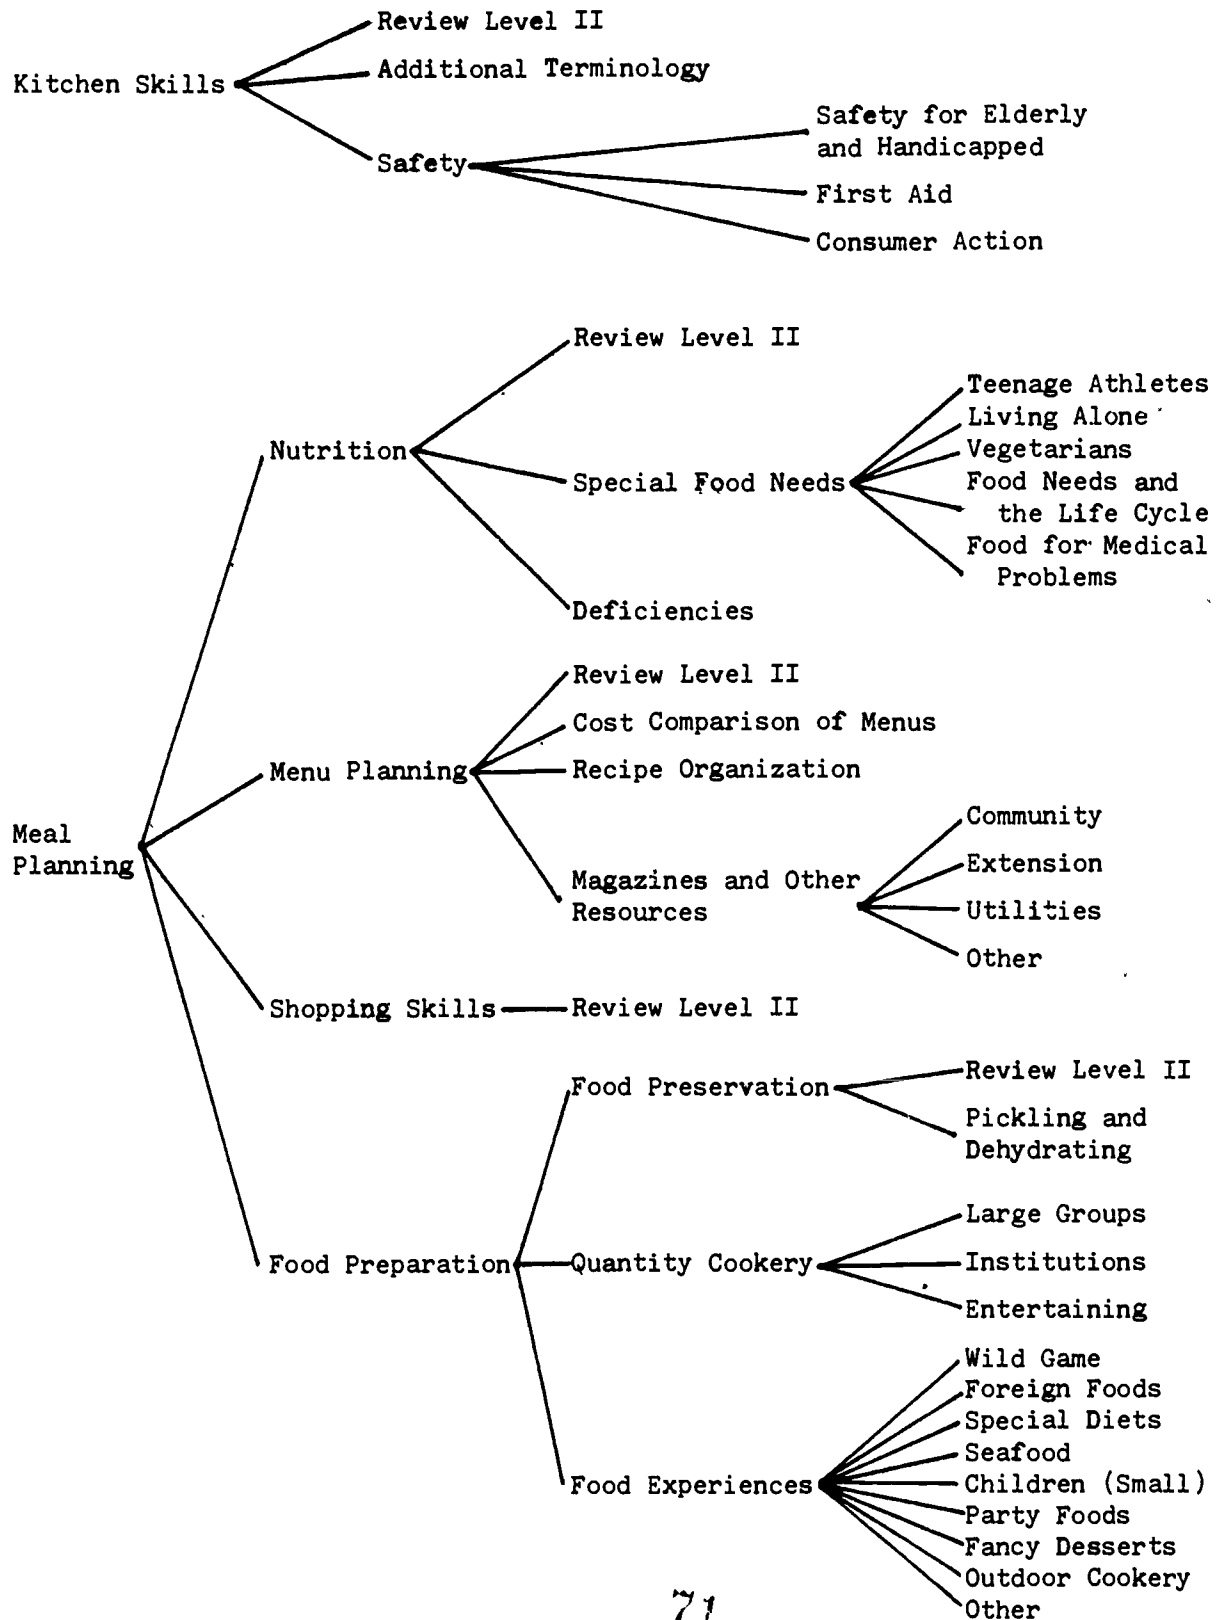 Review Level II
Kitchen Skills
Additional Terminology
Safety
Safety for Elderly
and Handicapped
First Aid
Consumer Action
Meal
Planning
Nutrition
Review Level II
Special Food Needs
Teenage Athletes
Living Alone
Vegetarians
Food Needs and
the Life Cycle
Food for Medical
Problems
Deficiencies
Menu Planning
Review Level II
Cost Comparison of Menus
Recipe Organization
Magazines and Other
Resources
Community
Extension
Utilities
Other
Shopping Skills
Review Level II
Food Preparation
Food Preservation
Review Level II
Pickling and
Dehydrating
Quantity Cookery
Large Groups
Institutions
Entertaining
Food Experiences
Wild Game
Foreign Foods
Special Diets
Seafood
Children (Small)
Party Foods
Fancy Desserts
Outdoor Cookery
Other
71